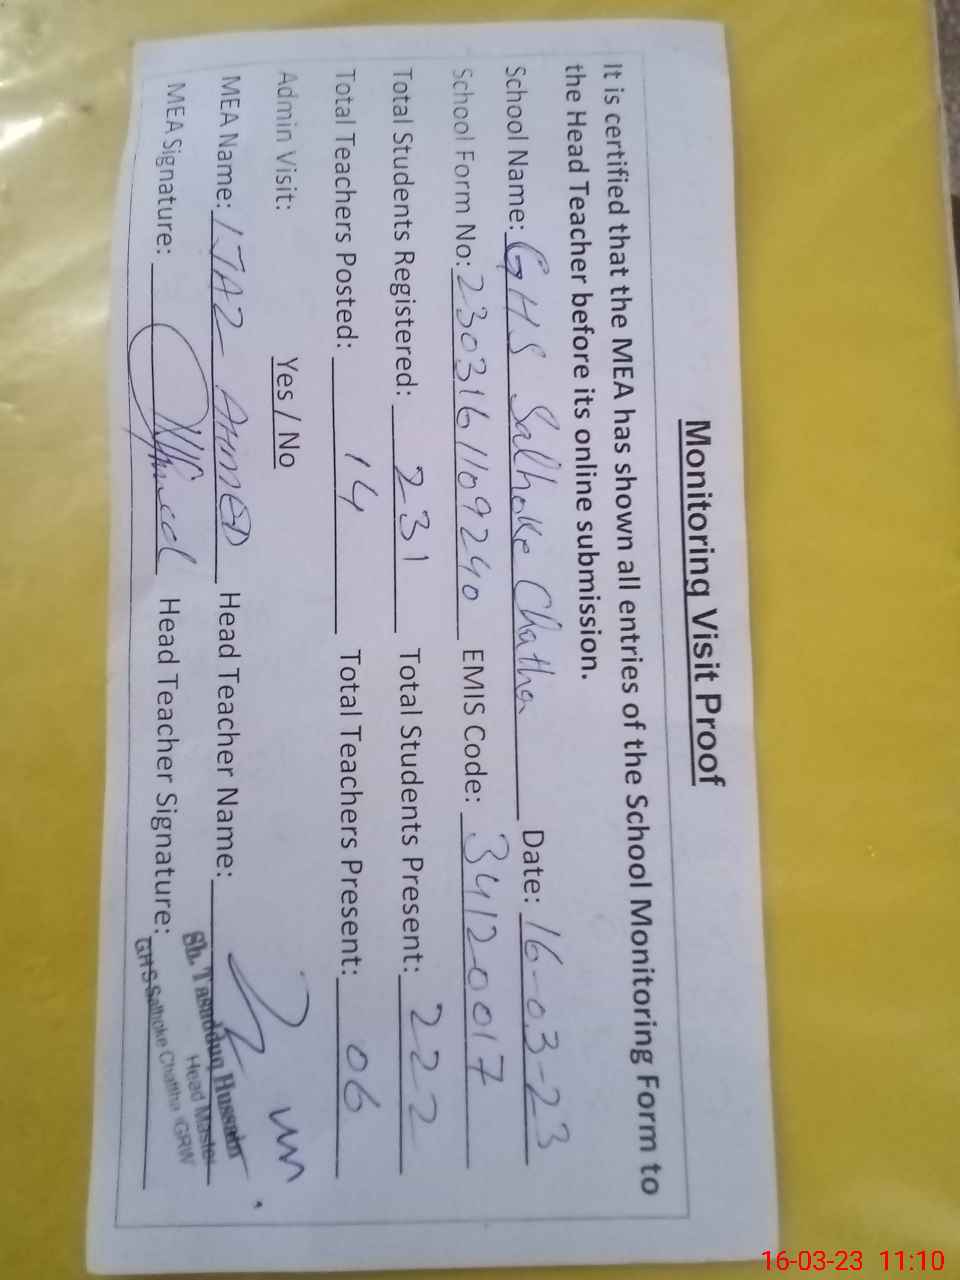 Monitoring Visit Proof
It is certified that the MEA has shown all entries of the School Monitoring Form to
the Head Teacher before its online submission.
School Name: GHS Salhoke Chatha Date: 16-03-23
School Form No: 2303161109240 EMIS Code: 34120017
Total Students Registered: 231 Total Students Present: 222
Total Teachers Posted: 14 Total Teachers Present: 06
Admin Visit: Yes / No
MEA Name: IJAZ AHMED Head Teacher Name:
MEA Signature: Head Teacher Signature:
Sh. Tasadduq Hussain
Head Master
GHS Salhoke Chattha GRW
16-03-23 11:10